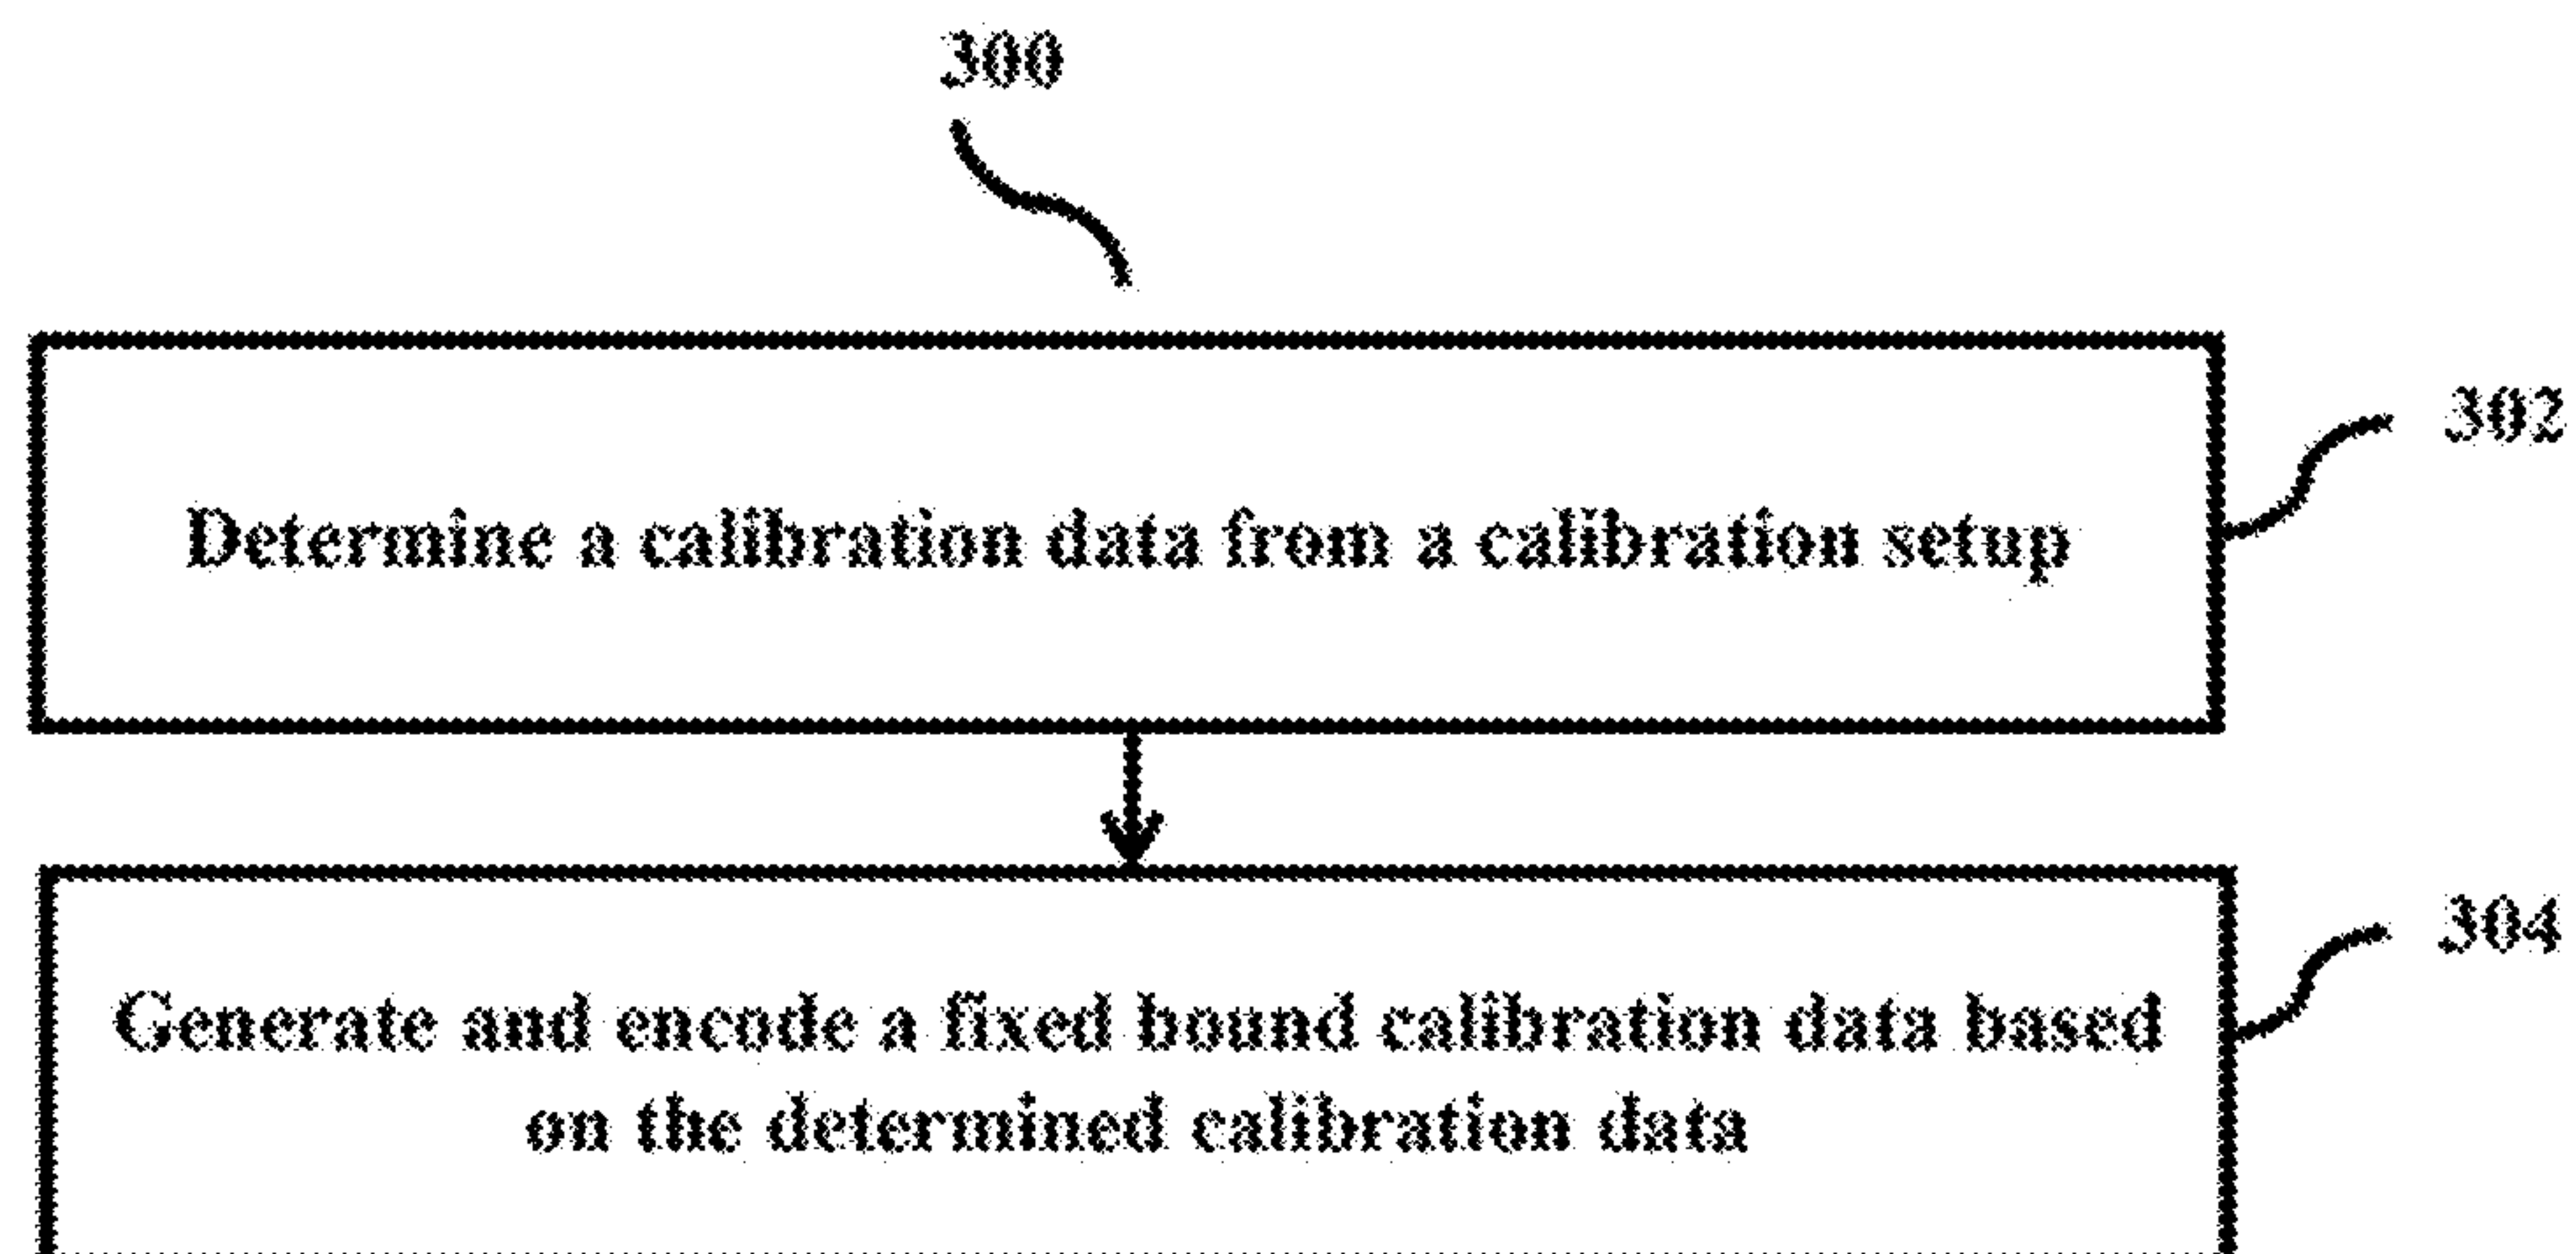 300
302
Determine a calibration data from a calibration setup
304
Generate and encode a fixed bound calibration data based
on the determined calibration data